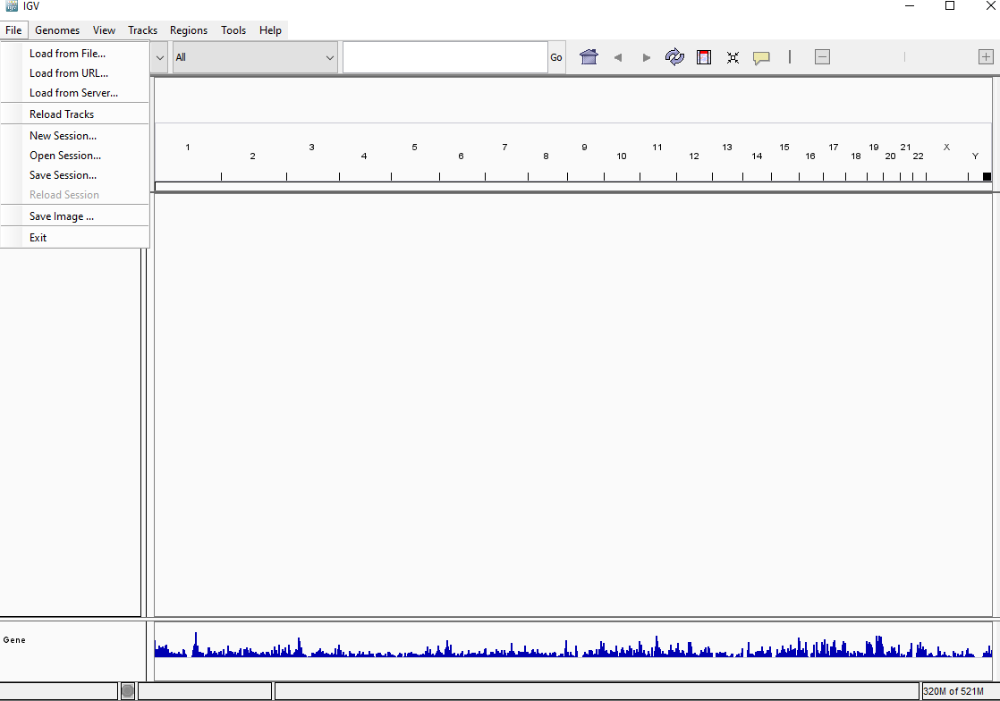 IGV
File Genomes View Tracks Regions Tools Help
All Go
Load from File...
Load from URL...
Load from Server...
Reload Tracks
New Session...
Open Session...
Save Session...
Reload Session
Save Image ...
Exit
1 3 5 7 9 11 13 15 17 19 21 X
2 4 6 8 10 12 14 16 18 20 22 Y
Gene
320M of 521M